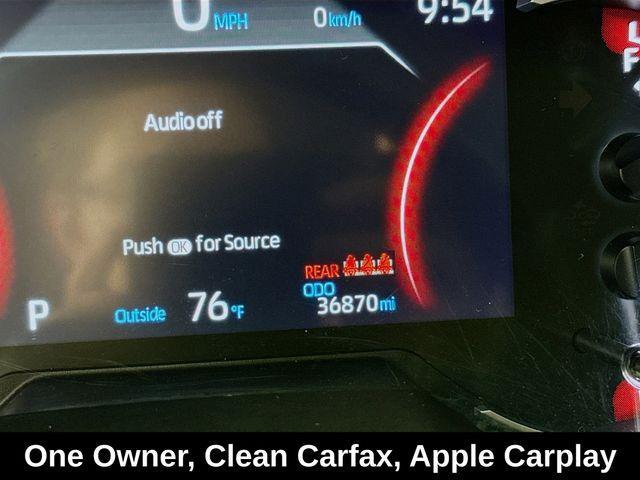 0 MPH 0 km/h 9:54
Audio off
Push OK for Source
REAR
ODO
P Outside 76°F 36870 mi
One Owner, Clean Carfax, Apple Carplay